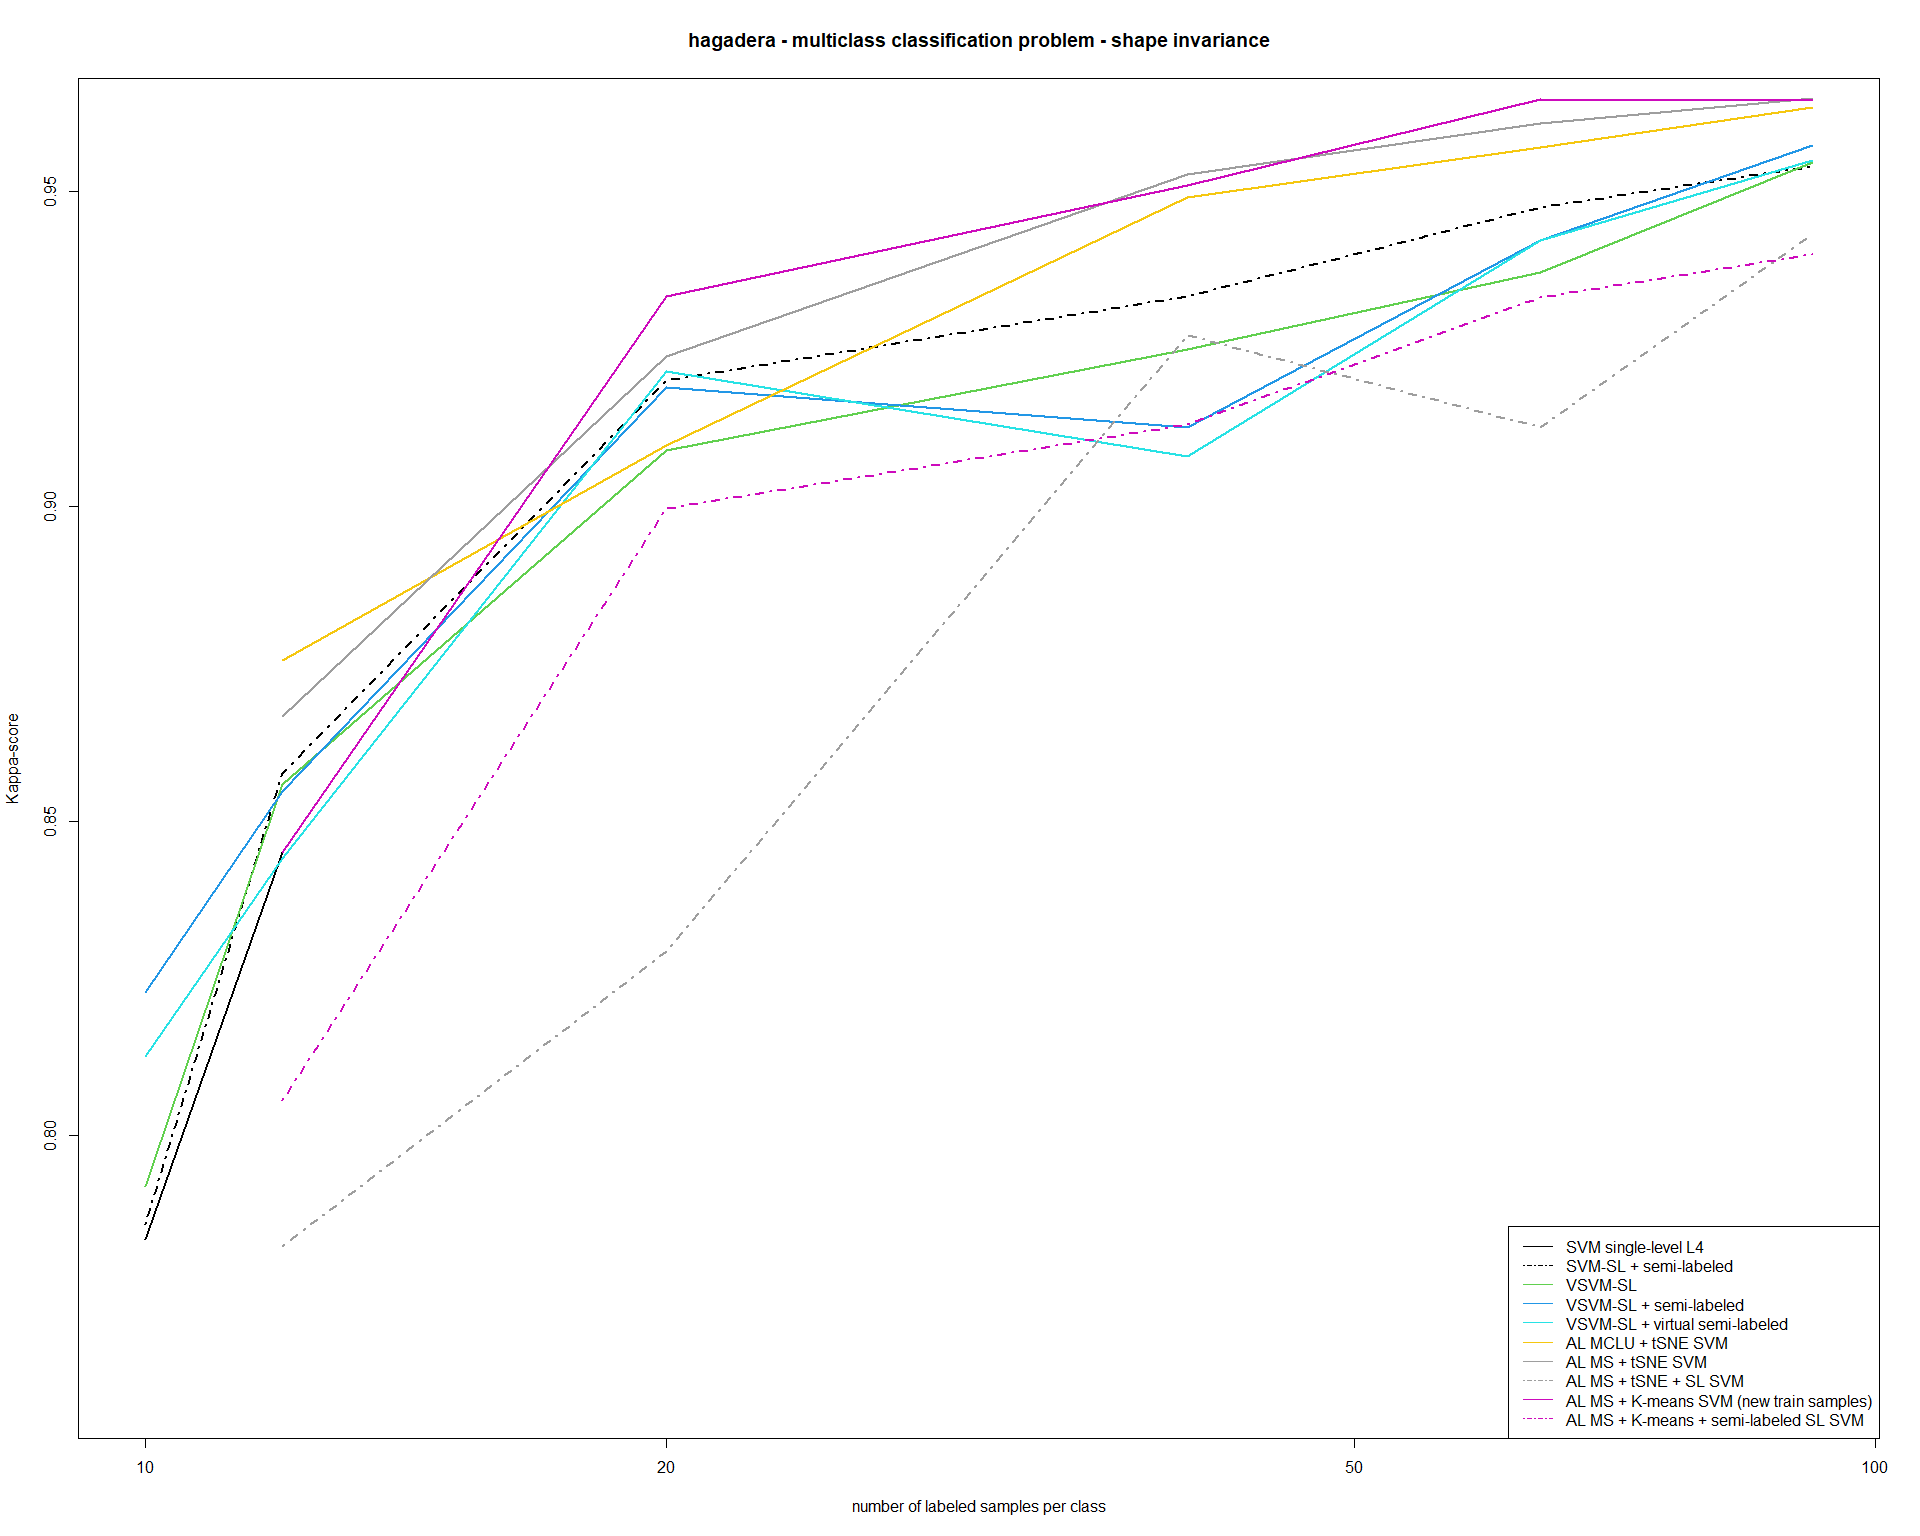 hagadera - multiclass classification problem - shape invariance
Kappa-score
0.95
0.90
0.85
0.80
10
20
50
100
number of labeled samples per class
SVM single-level L4
SVM-SL + semi-labeled
VSVM-SL
VSVM-SL + semi-labeled
VSVM-SL + virtual semi-labeled
AL MCLU + tSNE SVM
AL MS + tSNE SVM
AL MS + tSNE + SL SVM
AL MS + K-means SVM (new train samples)
AL MS + K-means + semi-labeled SL SVM